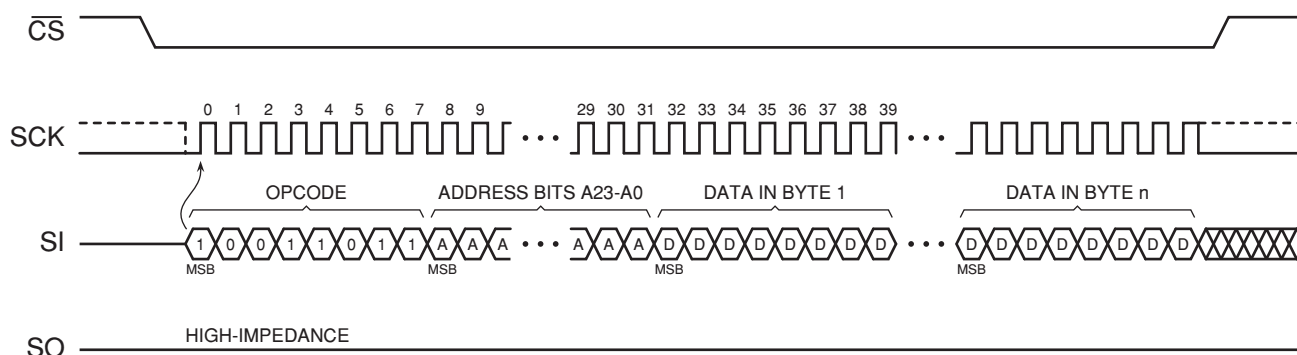 CS
0 1 2 3 4 5 6 7 8 9 29 30 31 32 33 34 35 36 37 38 39
SCK
OPCODE ADDRESS BITS A23-A0 DATA IN BYTE 1 DATA IN BYTE n
SI 1 0 0 1 1 0 1 1 A A A A A A D D D D D D D D D D D D D D D D
MSB MSB MSB MSB
HIGH-IMPEDANCE
SO